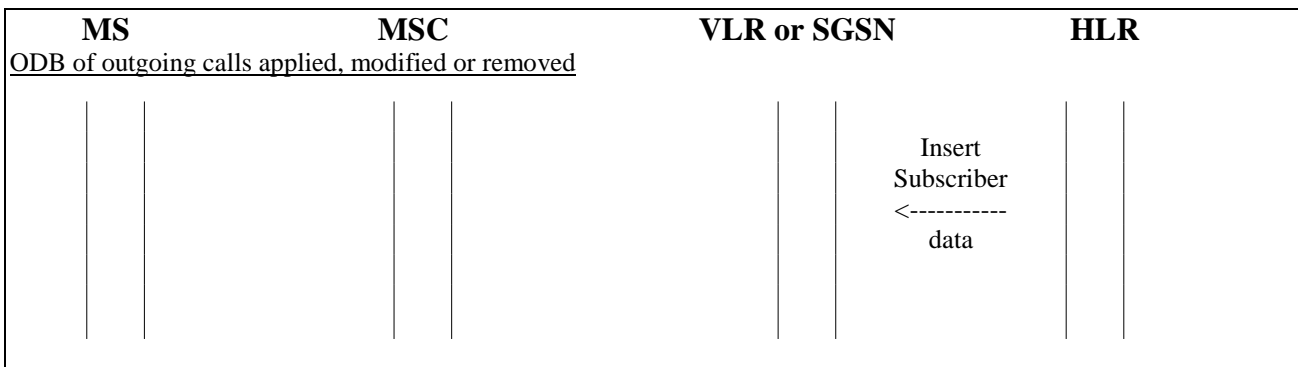 MS MSC VLR or SGSN HLR
ODB of outgoing calls applied, modified or removed
Insert
Subscriber
<-----------
data